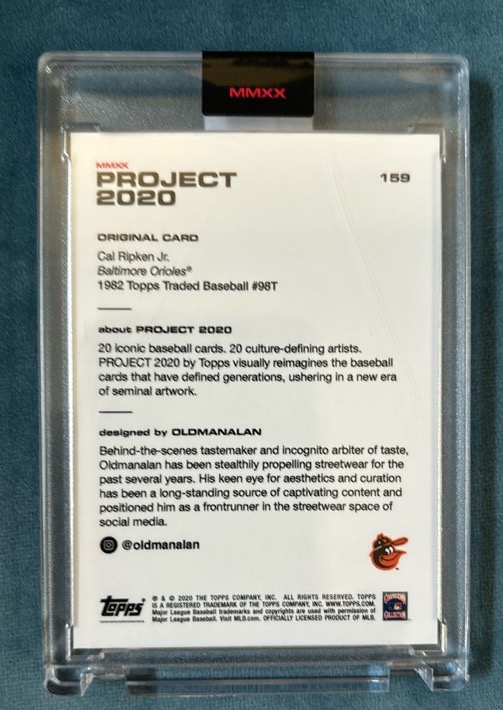 MMXX
MMXX
PROJECT
2020
159
ORIGINAL CARD
Cal Ripken Jr.
Baltimore Orioles®
1982 Topps Traded Baseball #98T
about PROJECT 2020
20 iconic baseball cards. 20 culture-defining artists.
PROJECT 2020 by Topps visually reimagines the baseball
cards that have defined generations, ushering in a new era
of seminal artwork.
designed by OLDMANALAN
Behind-the-scenes tastemaker and incognito arbiter of taste,
Oldmanalan has been stealthily propelling streetwear for the
past several years. His keen eye for aesthetics and curation
has been a long-standing source of captivating content and
positioned him as a frontrunner in the streetwear space of
social media.
@oldmanalan
Topps
® & © 2020 THE TOPPS COMPANY, INC. ALL RIGHTS RESERVED. TOPPS
IS A REGISTERED TRADEMARK OF THE TOPPS COMPANY, INC. WWW.TOPPS.COM.
Major League Baseball trademarks and copyrights are used with permission of
Major League Baseball. Visit MLB.com. OFFICIALLY LICENSED PRODUCT OF MLB.